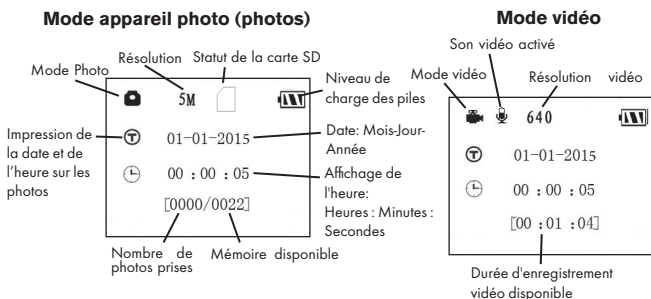 Mode appareil photo (photos)
Résolution
Statut de la carte SD
Mode Photo
5M
Niveau de
charge des piles
Impression de
la date et de
l'heure sur les
photos
T
01-01-2015
Date: Mois-Jour-
Année
00 : 00 : 05
Affichage de
l'heure:
Heures : Minutes :
Secondes
[0000/0022]
Nombre de
photos prises
Mémoire disponible
Mode vidéo
Son vidéo activé
Mode vidéo
Résolution vidéo
640
T
01-01-2015
00 : 00 : 05
[00 : 01 : 04]
Durée d'enregistrement
vidéo disponible